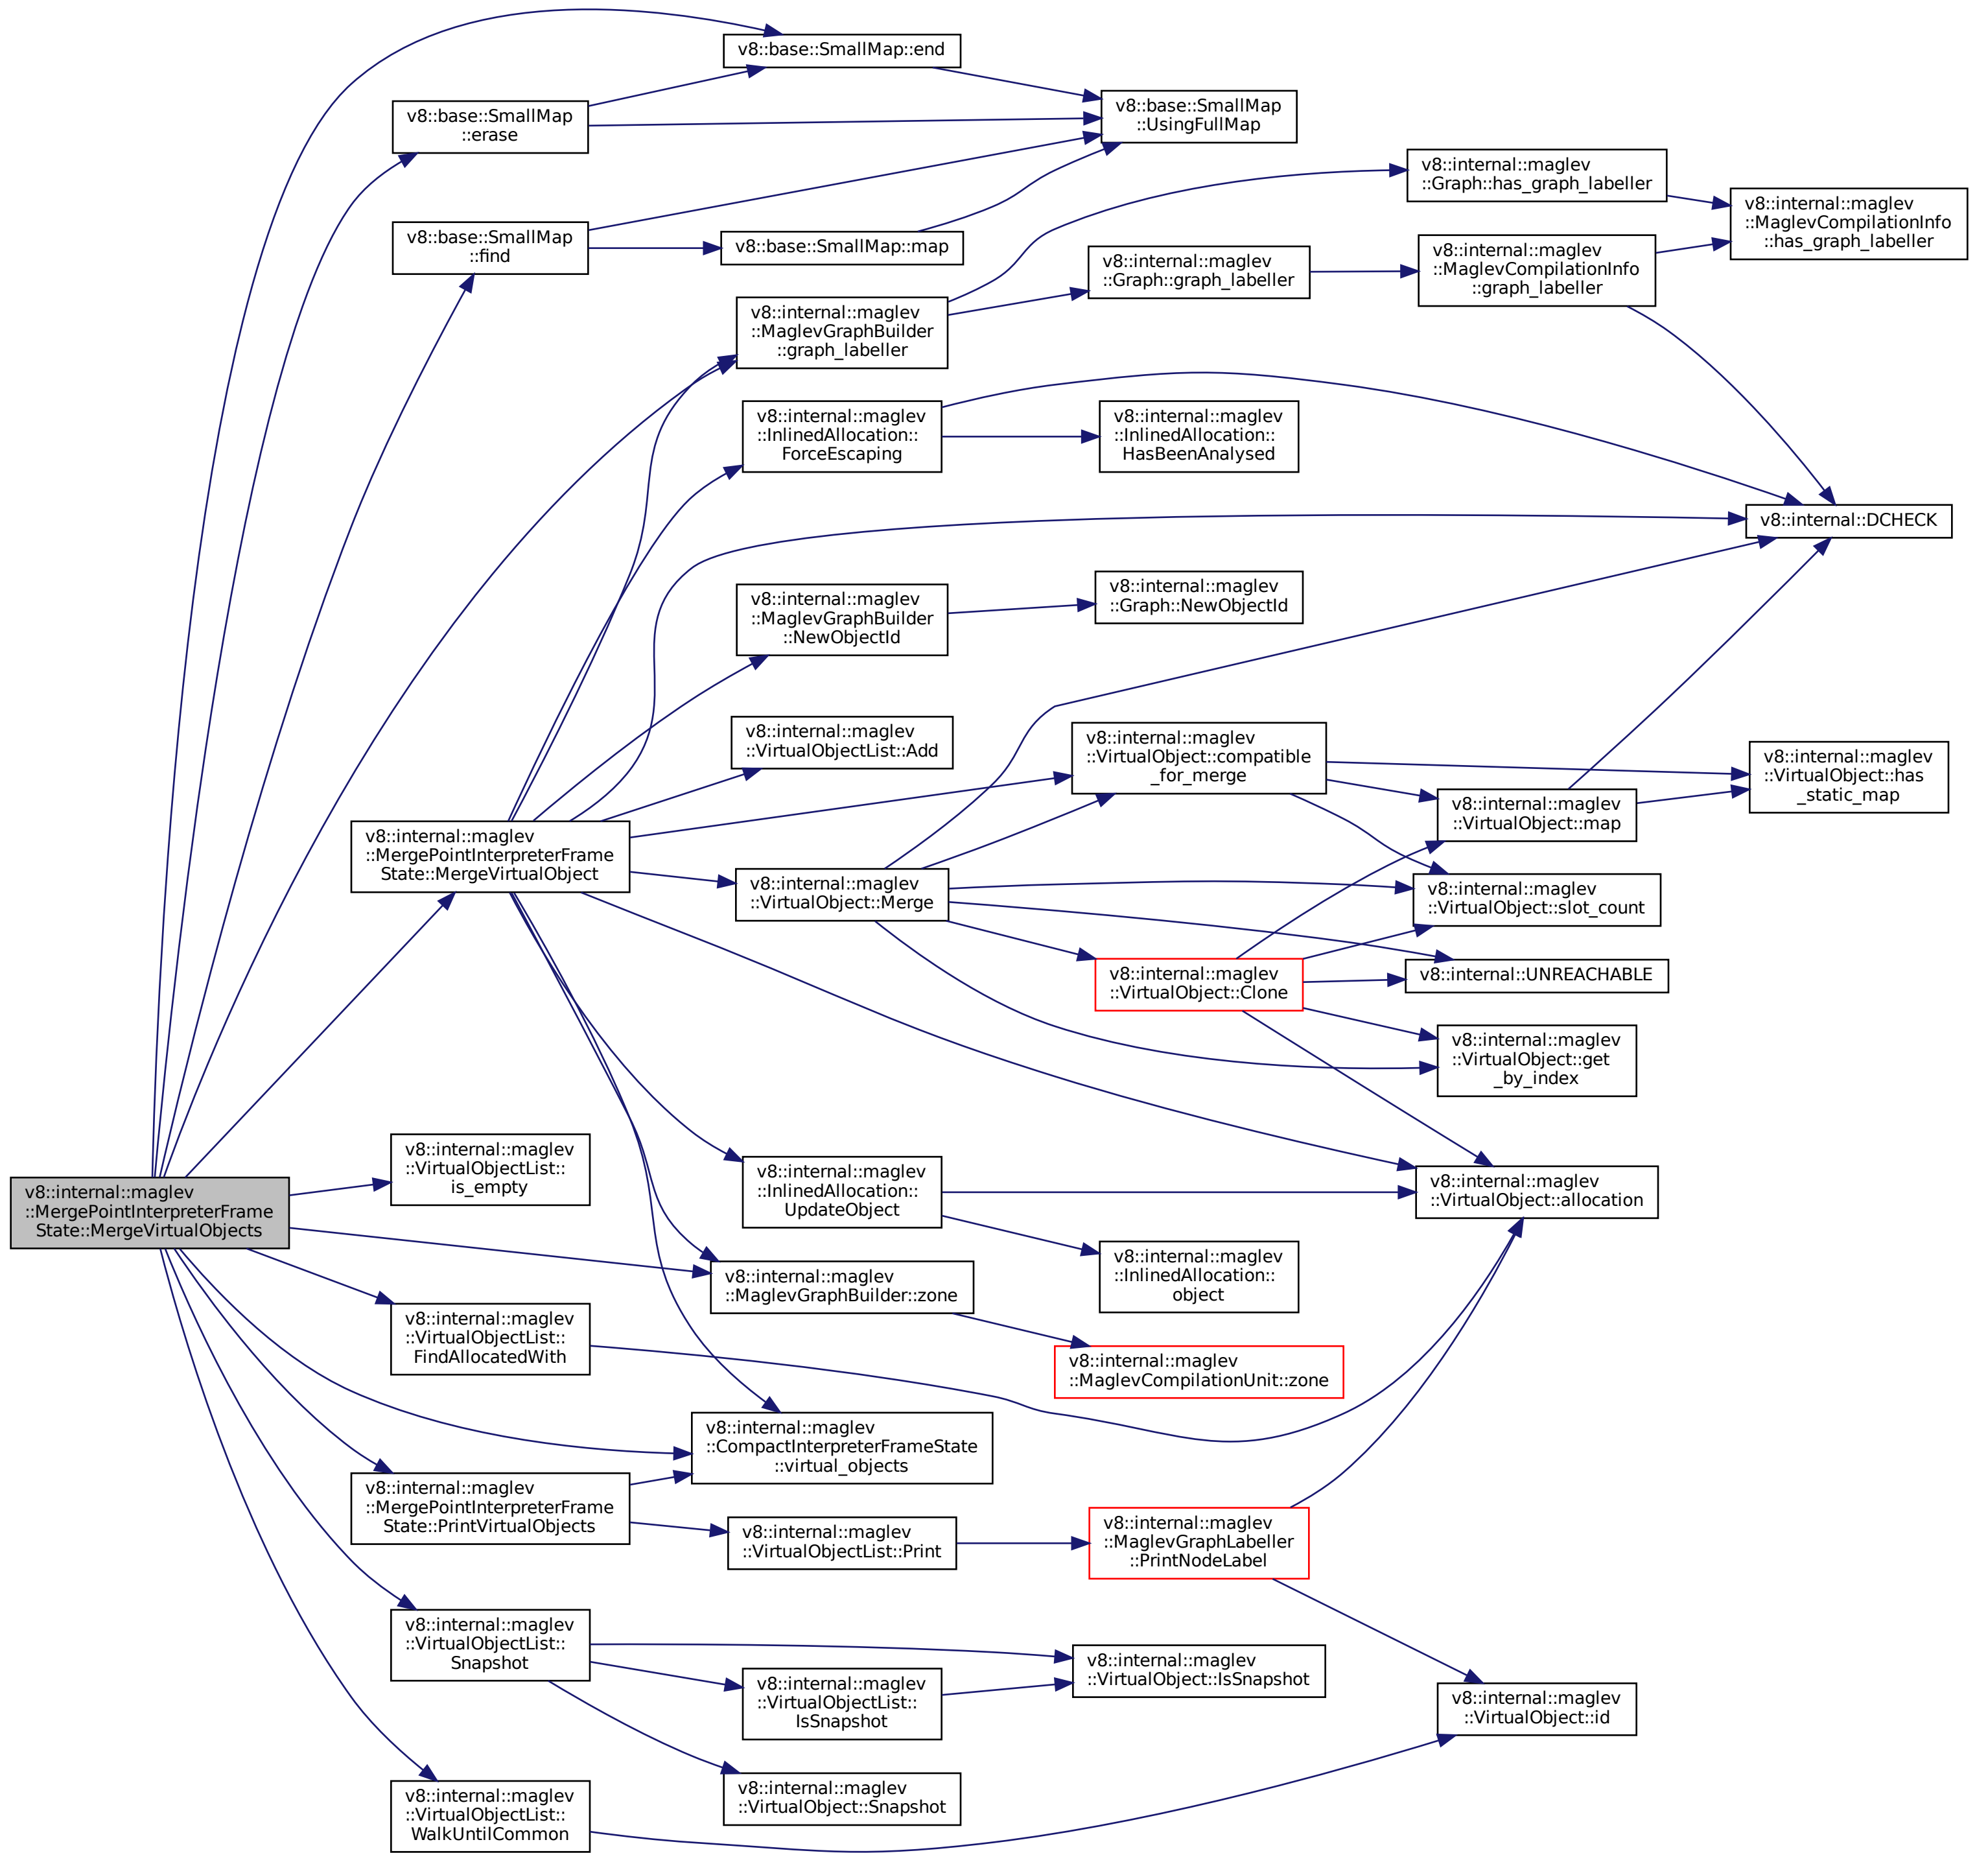 v8::base::SmallMap::end
v8::base::SmallMap
::erase
v8::base::SmallMap
::UsingFullMap
v8::base::SmallMap
::find
v8::base::SmallMap::map
v8::internal::maglev
::Graph::has_graph_labeller
v8::internal::maglev
::MaglevCompilationInfo
::has_graph_labeller
v8::internal::maglev
::Graph::graph_labeller
v8::internal::maglev
::MaglevCompilationInfo
::graph_labeller
v8::internal::maglev
::MaglevGraphBuilder
::graph_labeller
v8::internal::maglev
::InlinedAllocation::
ForceEscaping
v8::internal::maglev
::InlinedAllocation::
HasBeenAnalysed
v8::internal::DCHECK
v8::internal::maglev
::MaglevGraphBuilder
::NewObjectId
v8::internal::maglev
::Graph::NewObjectId
v8::internal::maglev
::VirtualObjectList::Add
v8::internal::maglev
::VirtualObject::compatible
_for_merge
v8::internal::maglev
::VirtualObject::has
_static_map
v8::internal::maglev
::VirtualObject::map
v8::internal::maglev
::MergePointInterpreterFrame
State::MergeVirtualObject
v8::internal::maglev
::VirtualObject::Merge
v8::internal::maglev
::VirtualObject::slot_count
v8::internal::maglev
::VirtualObject::Clone
v8::internal::UNREACHABLE
v8::internal::maglev
::VirtualObject::get
_by_index
v8::internal::maglev
::VirtualObjectList::
is_empty
v8::internal::maglev
::MergePointInterpreterFrame
State::MergeVirtualObjects
v8::internal::maglev
::InlinedAllocation::
UpdateObject
v8::internal::maglev
::VirtualObject::allocation
v8::internal::maglev
::InlinedAllocation::
object
v8::internal::maglev
::MaglevGraphBuilder::zone
v8::internal::maglev
::VirtualObjectList::
FindAllocatedWith
v8::internal::maglev
::MaglevCompilationUnit::zone
v8::internal::maglev
::CompactInterpreterFrameState
::virtual_objects
v8::internal::maglev
::MergePointInterpreterFrame
State::PrintVirtualObjects
v8::internal::maglev
::VirtualObjectList::Print
v8::internal::maglev
::MaglevGraphLabeller
::PrintNodeLabel
v8::internal::maglev
::VirtualObjectList::
Snapshot
v8::internal::maglev
::VirtualObject::IsSnapshot
v8::internal::maglev
::VirtualObjectList::
IsSnapshot
v8::internal::maglev
::VirtualObject::id
v8::internal::maglev
::VirtualObject::Snapshot
v8::internal::maglev
::VirtualObjectList::
WalkUntilCommon